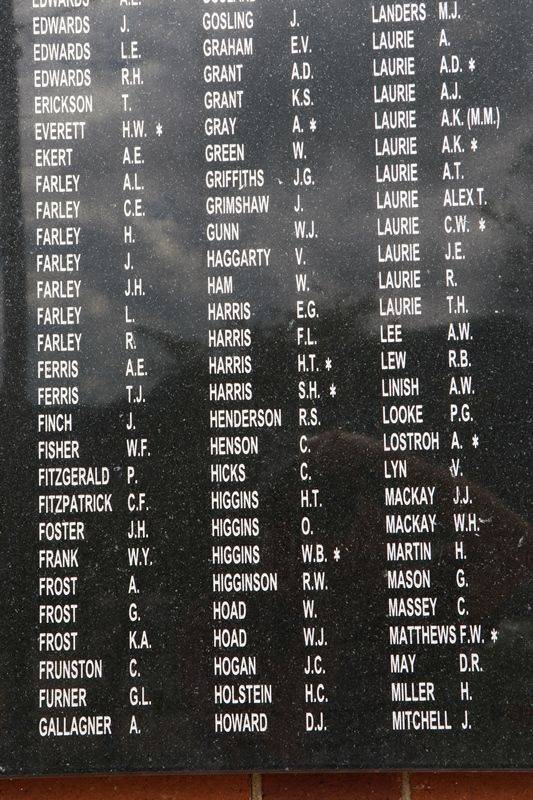 EDWARDS A.E.
EDWARDS J.
EDWARDS L.E.
EDWARDS R.H.
ERICKSON T.
EVERETT H.W. *
EKERT A.E.
FARLEY A.L.
FARLEY C.E.
FARLEY H.
FARLEY J.
FARLEY J.H.
FARLEY L.
FARLEY R.
FERRIS A.E.
FERRIS T.J.
FINCH J.
FISHER W.F.
FITZGERALD P.
FITZPATRICK C.F.
FOSTER J.H.
FRANK W.Y.
FROST A.
FROST G.
FROST K.A.
FRUNSTON C.
FURNER G.L.
GALLAGNER A.
GOSLING J.
GRAHAM E.V.
GRANT A.D.
GRANT K.S.
GRAY A. *
GREEN W.
GRIFFITHS J.G.
GRIMSHAW J.
GUNN W.J.
HAGGARTY V.
HAM W.
HARRIS E.G.
HARRIS F.L.
HARRIS H.T. *
HARRIS S.H. *
HENDERSON R.S.
HENSON C.
HICKS C.
HIGGINS H.T.
HIGGINS O.
HIGGINS W.B. *
HIGGINSON R.W.
HOAD W.
HOAD W.J.
HOGAN J.C.
HOLSTEIN H.C.
HOWARD D.J.
LANDERS M.J.
LAURIE A.
LAURIE A.D. *
LAURIE A.J.
LAURIE A.K. (M.M.)
LAURIE A.K. *
LAURIE A.T.
LAURIE ALEX T.
LAURIE C.W. *
LAURIE J.E.
LAURIE R.
LAURIE T.H.
LEE A.W.
LEW R.B.
LINISH A.W.
LOOKE P.G.
LOSTROH A. *
LYN V.
MACKAY J.J.
MACKAY W.H.
MARTIN H.
MASON G.
MASSEY C.
MATTHEWS F.W. *
MAY D.R.
MILLER H.
MITCHELL J.